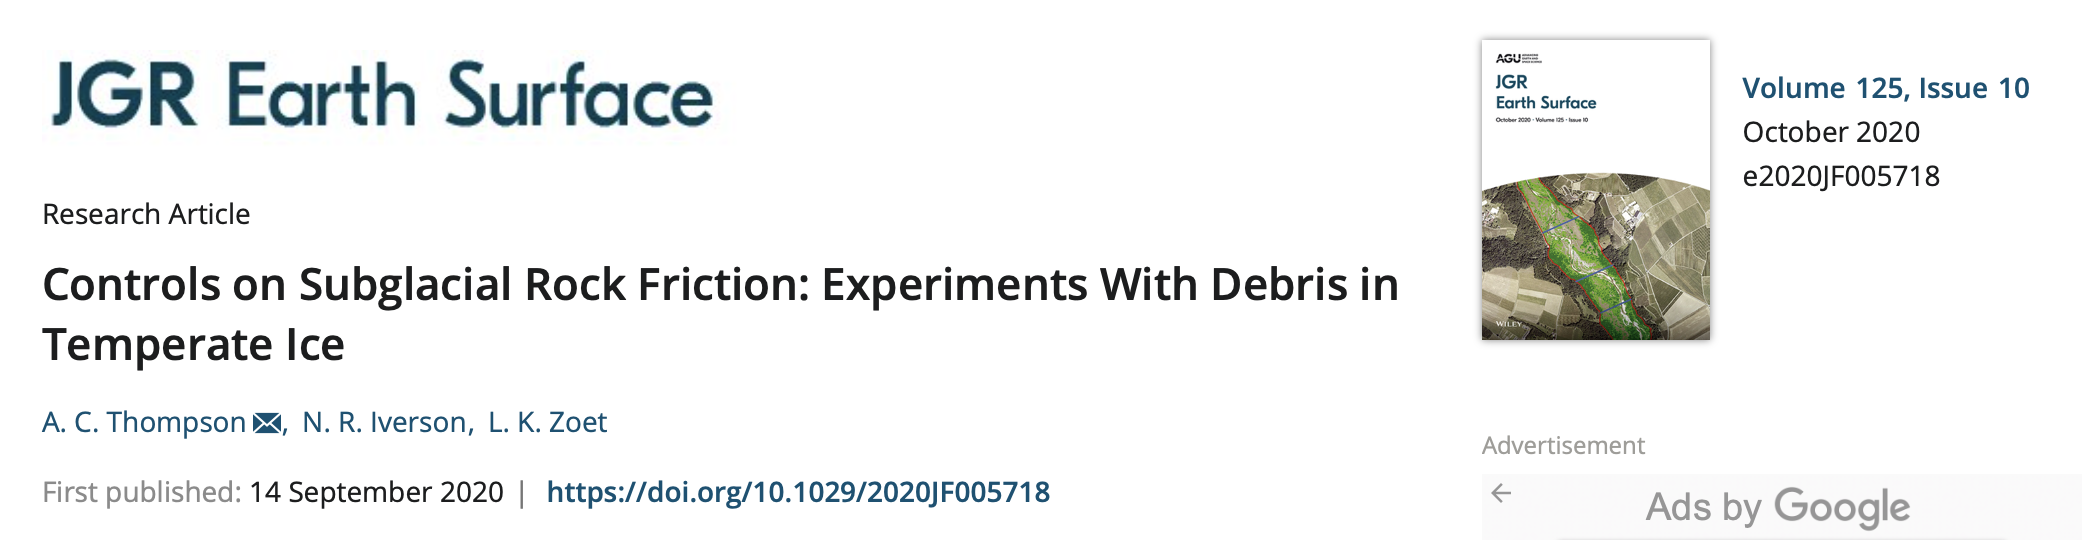 JGR Earth Surface
Research Article
Controls on Subglacial Rock Friction: Experiments With Debris in
Temperate Ice
A. C. Thompson, N. R. Iverson, L. K. Zoet
First published: 14 September 2020 | https://doi.org/10.1029/2020JF005718
AGU
JGR
Earth Surface
October 2020 • Volume 125 • Issue 10
WILEY
Volume 125, Issue 10
October 2020
e2020JF005718
Advertisement
Ads by Google